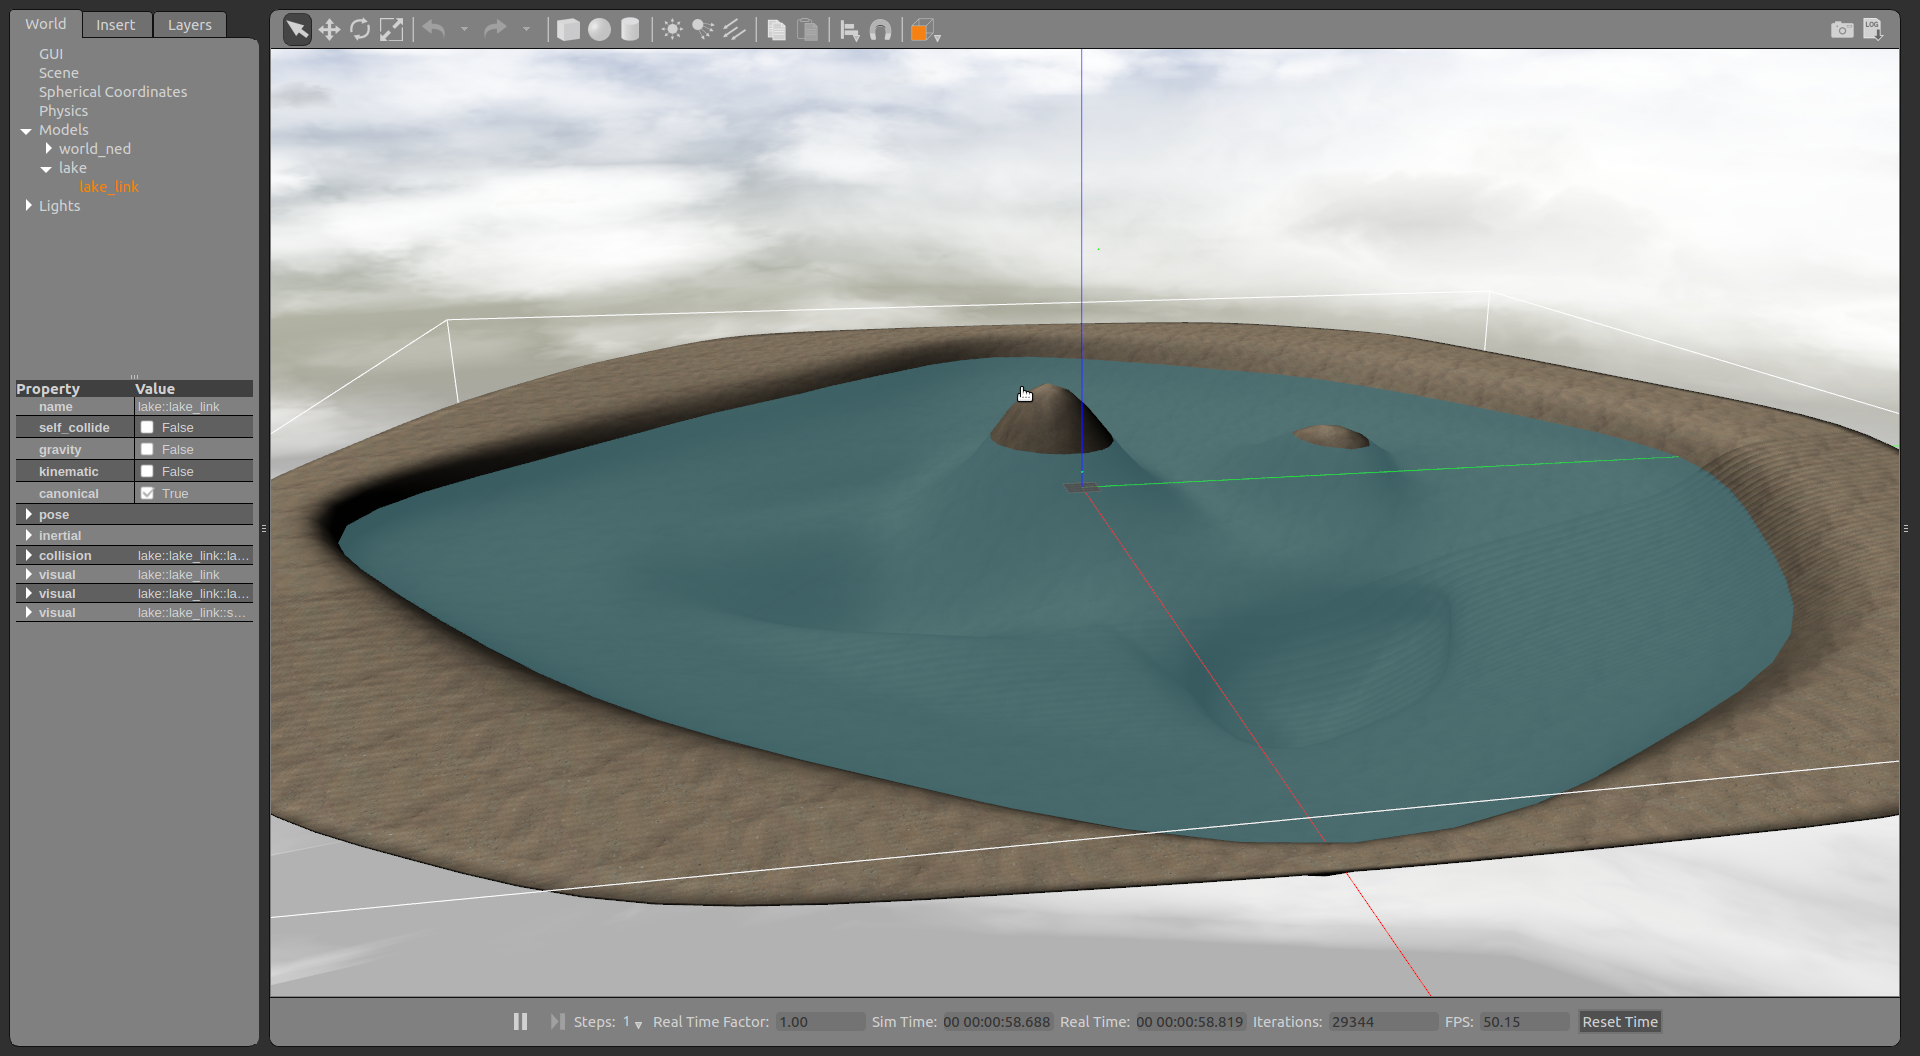 World Insert Layers
GUI
Scene
Spherical Coordinates
Physics
Models
world_ned
lake
lake_link
Lights
Property Value
name lake::lake_link
self_collide False
gravity False
kinematic False
canonical True
pose
inertial
collision lake::lake_link::la...
visual lake::lake_link
visual lake::lake_link::la...
visual lake::lake_link::s...
LOG
Steps: 1 Real Time Factor: 1.00 Sim Time: 00 00:00:58.688 Real Time: 00 00:00:58.819 Iterations: 29344 FPS: 50.15 Reset Time